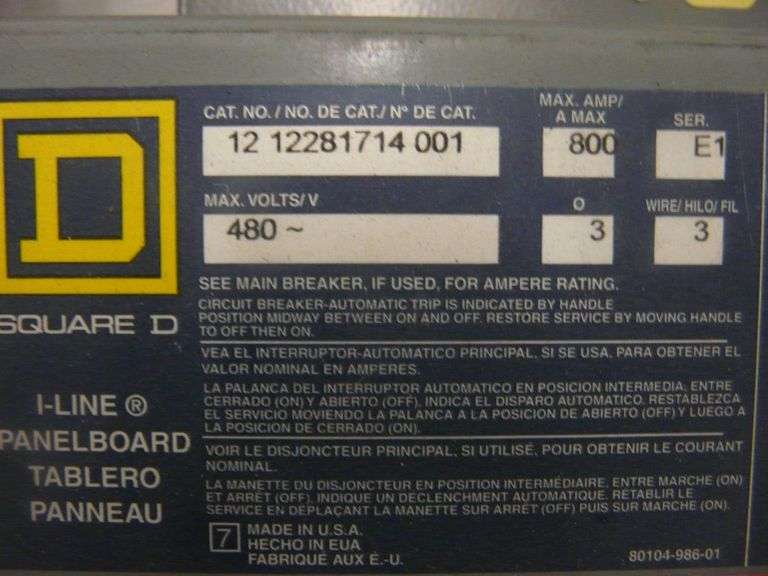 CAT. NO. / NO. DE CAT./ N° DE CAT.
MAX. AMP/
A MAX
SER.
12 12281714 001
800
E1
MAX. VOLTS/ V
O
WIRE/ HILO/ FIL
480 ~
3
3
SQUARE D
SEE MAIN BREAKER, IF USED, FOR AMPERE RATING.
CIRCUIT BREAKER-AUTOMATIC TRIP IS INDICATED BY HANDLE
POSITION MIDWAY BETWEEN ON AND OFF. RESTORE SERVICE BY MOVING HANDLE
TO OFF THEN ON.
VEA EL INTERRUPTOR-AUTOMATICO PRINCIPAL, SI SE USA, PARA OBTENER EL
VALOR NOMINAL EN AMPERES.
LA PALANCA DEL INTERRUPTOR AUTOMATICO EN POSICION INTERMEDIA, ENTRE
CERRADO (ON) Y ABIERTO (OFF), INDICA EL DISPARO AUTOMATICO. RESTABLEZCA
EL SERVICIO MOVIENDO LA PALANCA A LA POSICION DE ABIERTO (OFF) Y LUEGO A
LA POSICION DE CERRADO (ON).
VOIR LE DISJONCTEUR PRINCIPAL, SI UTILISÉ, POUR OBTENIR LE COURANT
NOMINAL.
LA MANETTE DU DISJONCTEUR EN POSITION INTERMÉDIAIRE, ENTRE MARCHE (ON)
ET ARRÊT (OFF), INDIQUE UN DECLENCHMENT AUTOMATIQUE. RETABLIR LE
SERVICE EN DÉPLAÇANT LA MANETTE SUR ARRÊT (OFF) PUIS SUR MARCHE (ON).
I-LINE ®
PANELBOARD
TABLERO
PANNEAU
7
MADE IN U.S.A.
HECHO IN EUA
FABRIQUE AUX É.-U.
80104-986-01